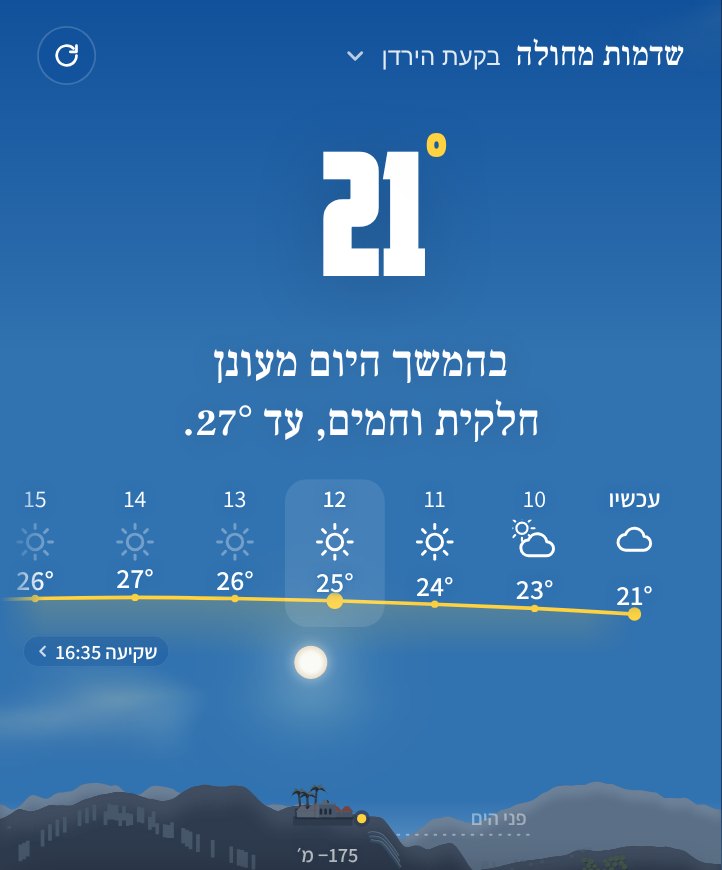 שדמות מחולה בקעת הירדן
21°
בהמשך היום מעונן
חלקית וחמים, עד 27°.
עכשיו 10 11 12 13 14 15
21° 23° 24° 25° 26° 27° 26°
שקיעה 16:35
פני הים
−175 מ׳